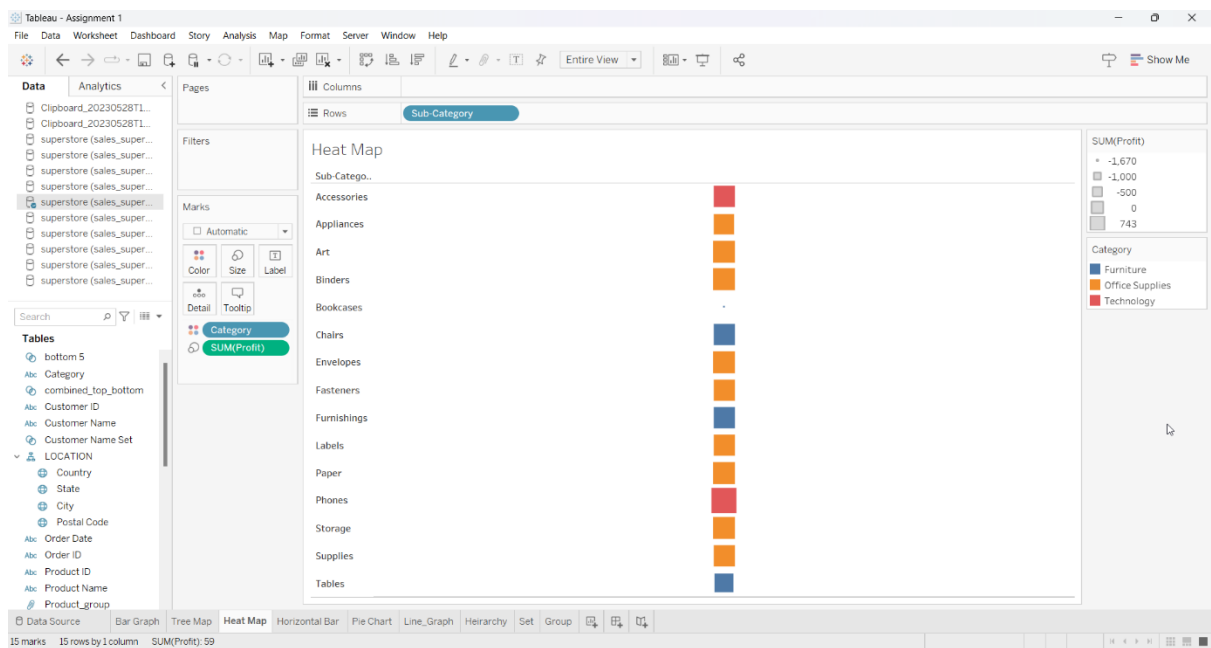 Tableau - Assignment 1
File Data Worksheet Dashboard Story Analysis Map Format Server Window Help
Entire View
Show Me
Data Analytics
Clipboard_20230528T1...
Clipboard_20230528T1...
superstore (sales_super...
superstore (sales_super...
superstore (sales_super...
superstore (sales_super...
superstore (sales_super...
superstore (sales_super...
superstore (sales_super...
superstore (sales_super...
superstore (sales_super...
superstore (sales_super...
Search
Tables
bottom 5
Abc Category
combined_top_bottom
Abc Customer ID
Abc Customer Name
Customer Name Set
LOCATION
Country
State
City
Postal Code
Abc Order Date
Abc Order ID
Abc Product ID
Abc Product Name
Product_group
Pages
Filters
Marks
Automatic
Color Size Label
Detail Tooltip
Category
SUM(Profit)
Columns
Rows Sub-Category
Heat Map
Sub-Catego..
Accessories
Appliances
Art
Binders
Bookcases
Chairs
Envelopes
Fasteners
Furnishings
Labels
Paper
Phones
Storage
Supplies
Tables
SUM(Profit)
-1,670
-1,000
-500
0
743
Category
Furniture
Office Supplies
Technology
Data Source Bar Graph Tree Map Heat Map Horizontal Bar Pie Chart Line_Graph Heirarchy Set Group
15 marks 15 rows by 1 column SUM(Profit): 59